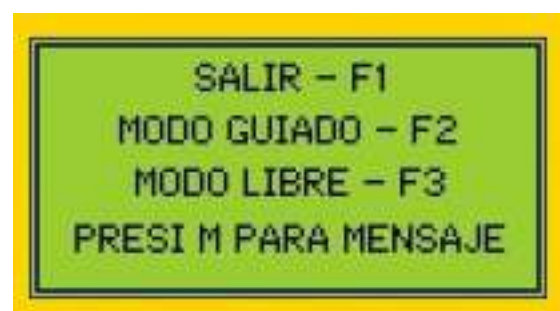 SALIR – F1
MODO GUIADO – F2
MODO LIBRE – F3
PRESI M PARA MENSAJE